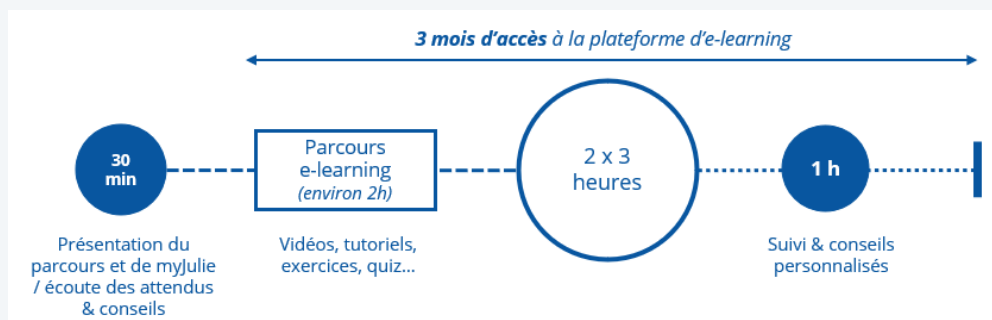 3 mois d'accès à la plateforme d'e-learning
30
min
Parcours
e-learning
(environ 2h)
2 x 3
heures
1 h
Présentation du
parcours et de myJulie
/ écoute des attendus
& conseils
Vidéos, tutoriels,
exercices, quiz...
Suivi & conseils
personnalisés